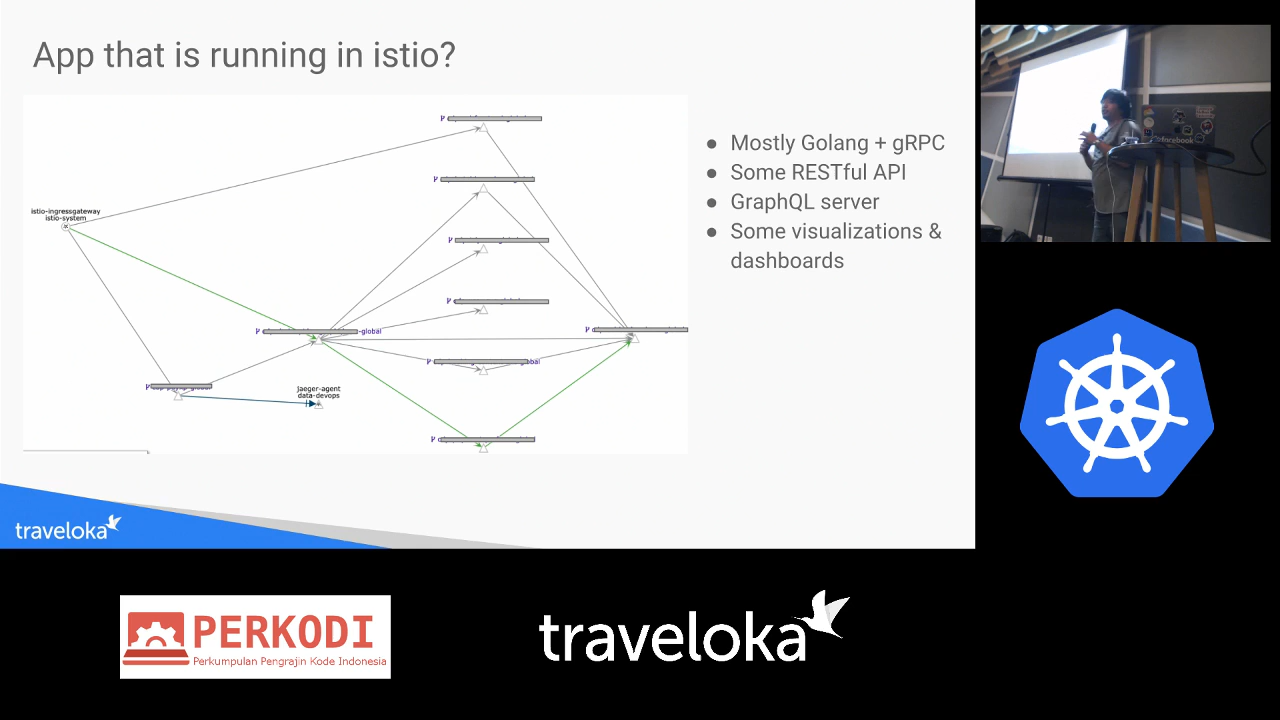 App that is running in istio?
istio-ingressgateway
istio-system
-global
jaeger-agent
data-devops
Mostly Golang + gRPC
Some RESTful API
GraphQL server
Some visualizations &
dashboards
facebook
traveloka
PERKODI
Perkumpulan Pengrajin Kode Indonesia
traveloka